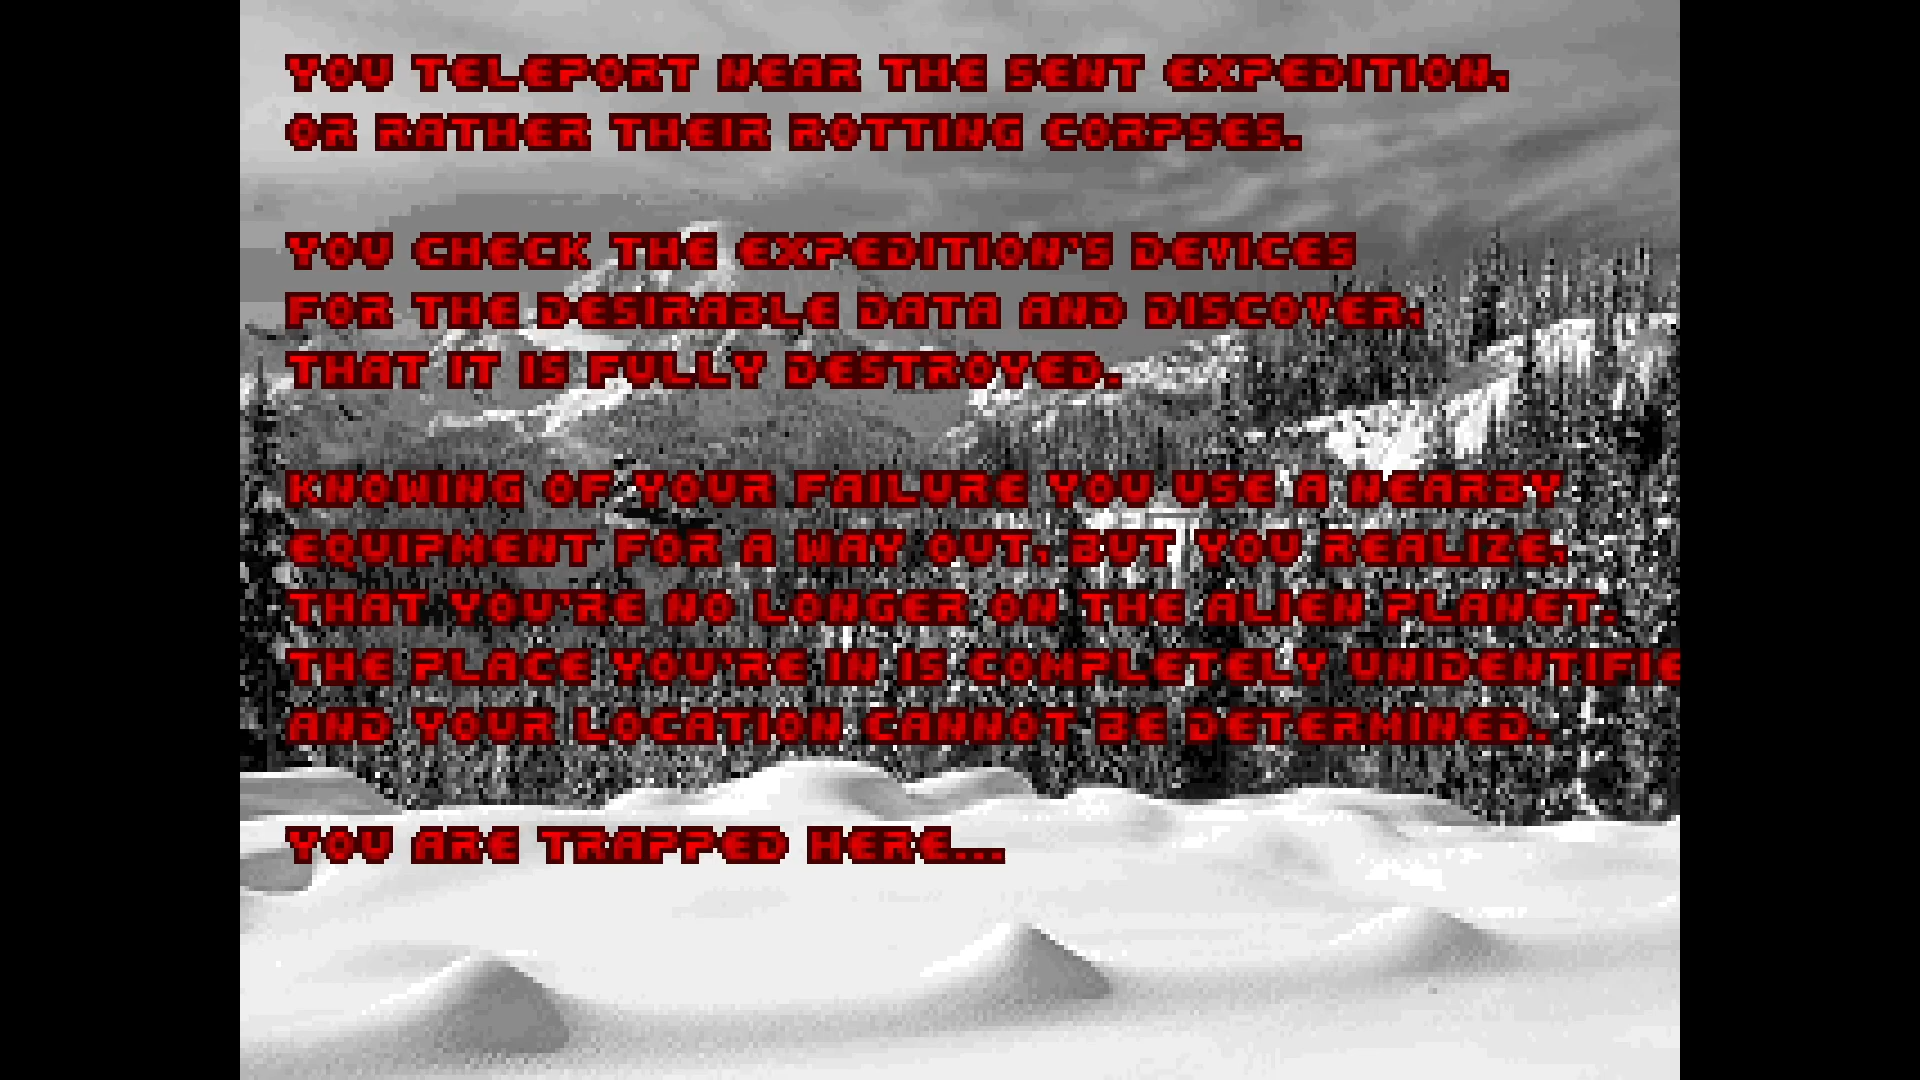 YOU TELEPORT NEAR THE SENT EXPEDITION,
OR RATHER THEIR ROTTING CORPSES.
YOU CHECK THE EXPEDITION'S DEVICES
FOR THE DESIRABLE DATA AND DISCOVER,
THAT IT IS FULLY DESTROYED.
KNOWING OF YOUR FAILURE YOU USE A NEARBY
EQUIPMENT FOR A WAY OUT, BUT YOU REALIZE,
THAT YOU'RE NO LONGER ON THE ALIEN PLANET.
THE PLACE YOU'RE IN IS COMPLETELY UNIDENTIFIE
AND YOUR LOCATION CANNOT BE DETERMINED.
YOU ARE TRAPPED HERE...